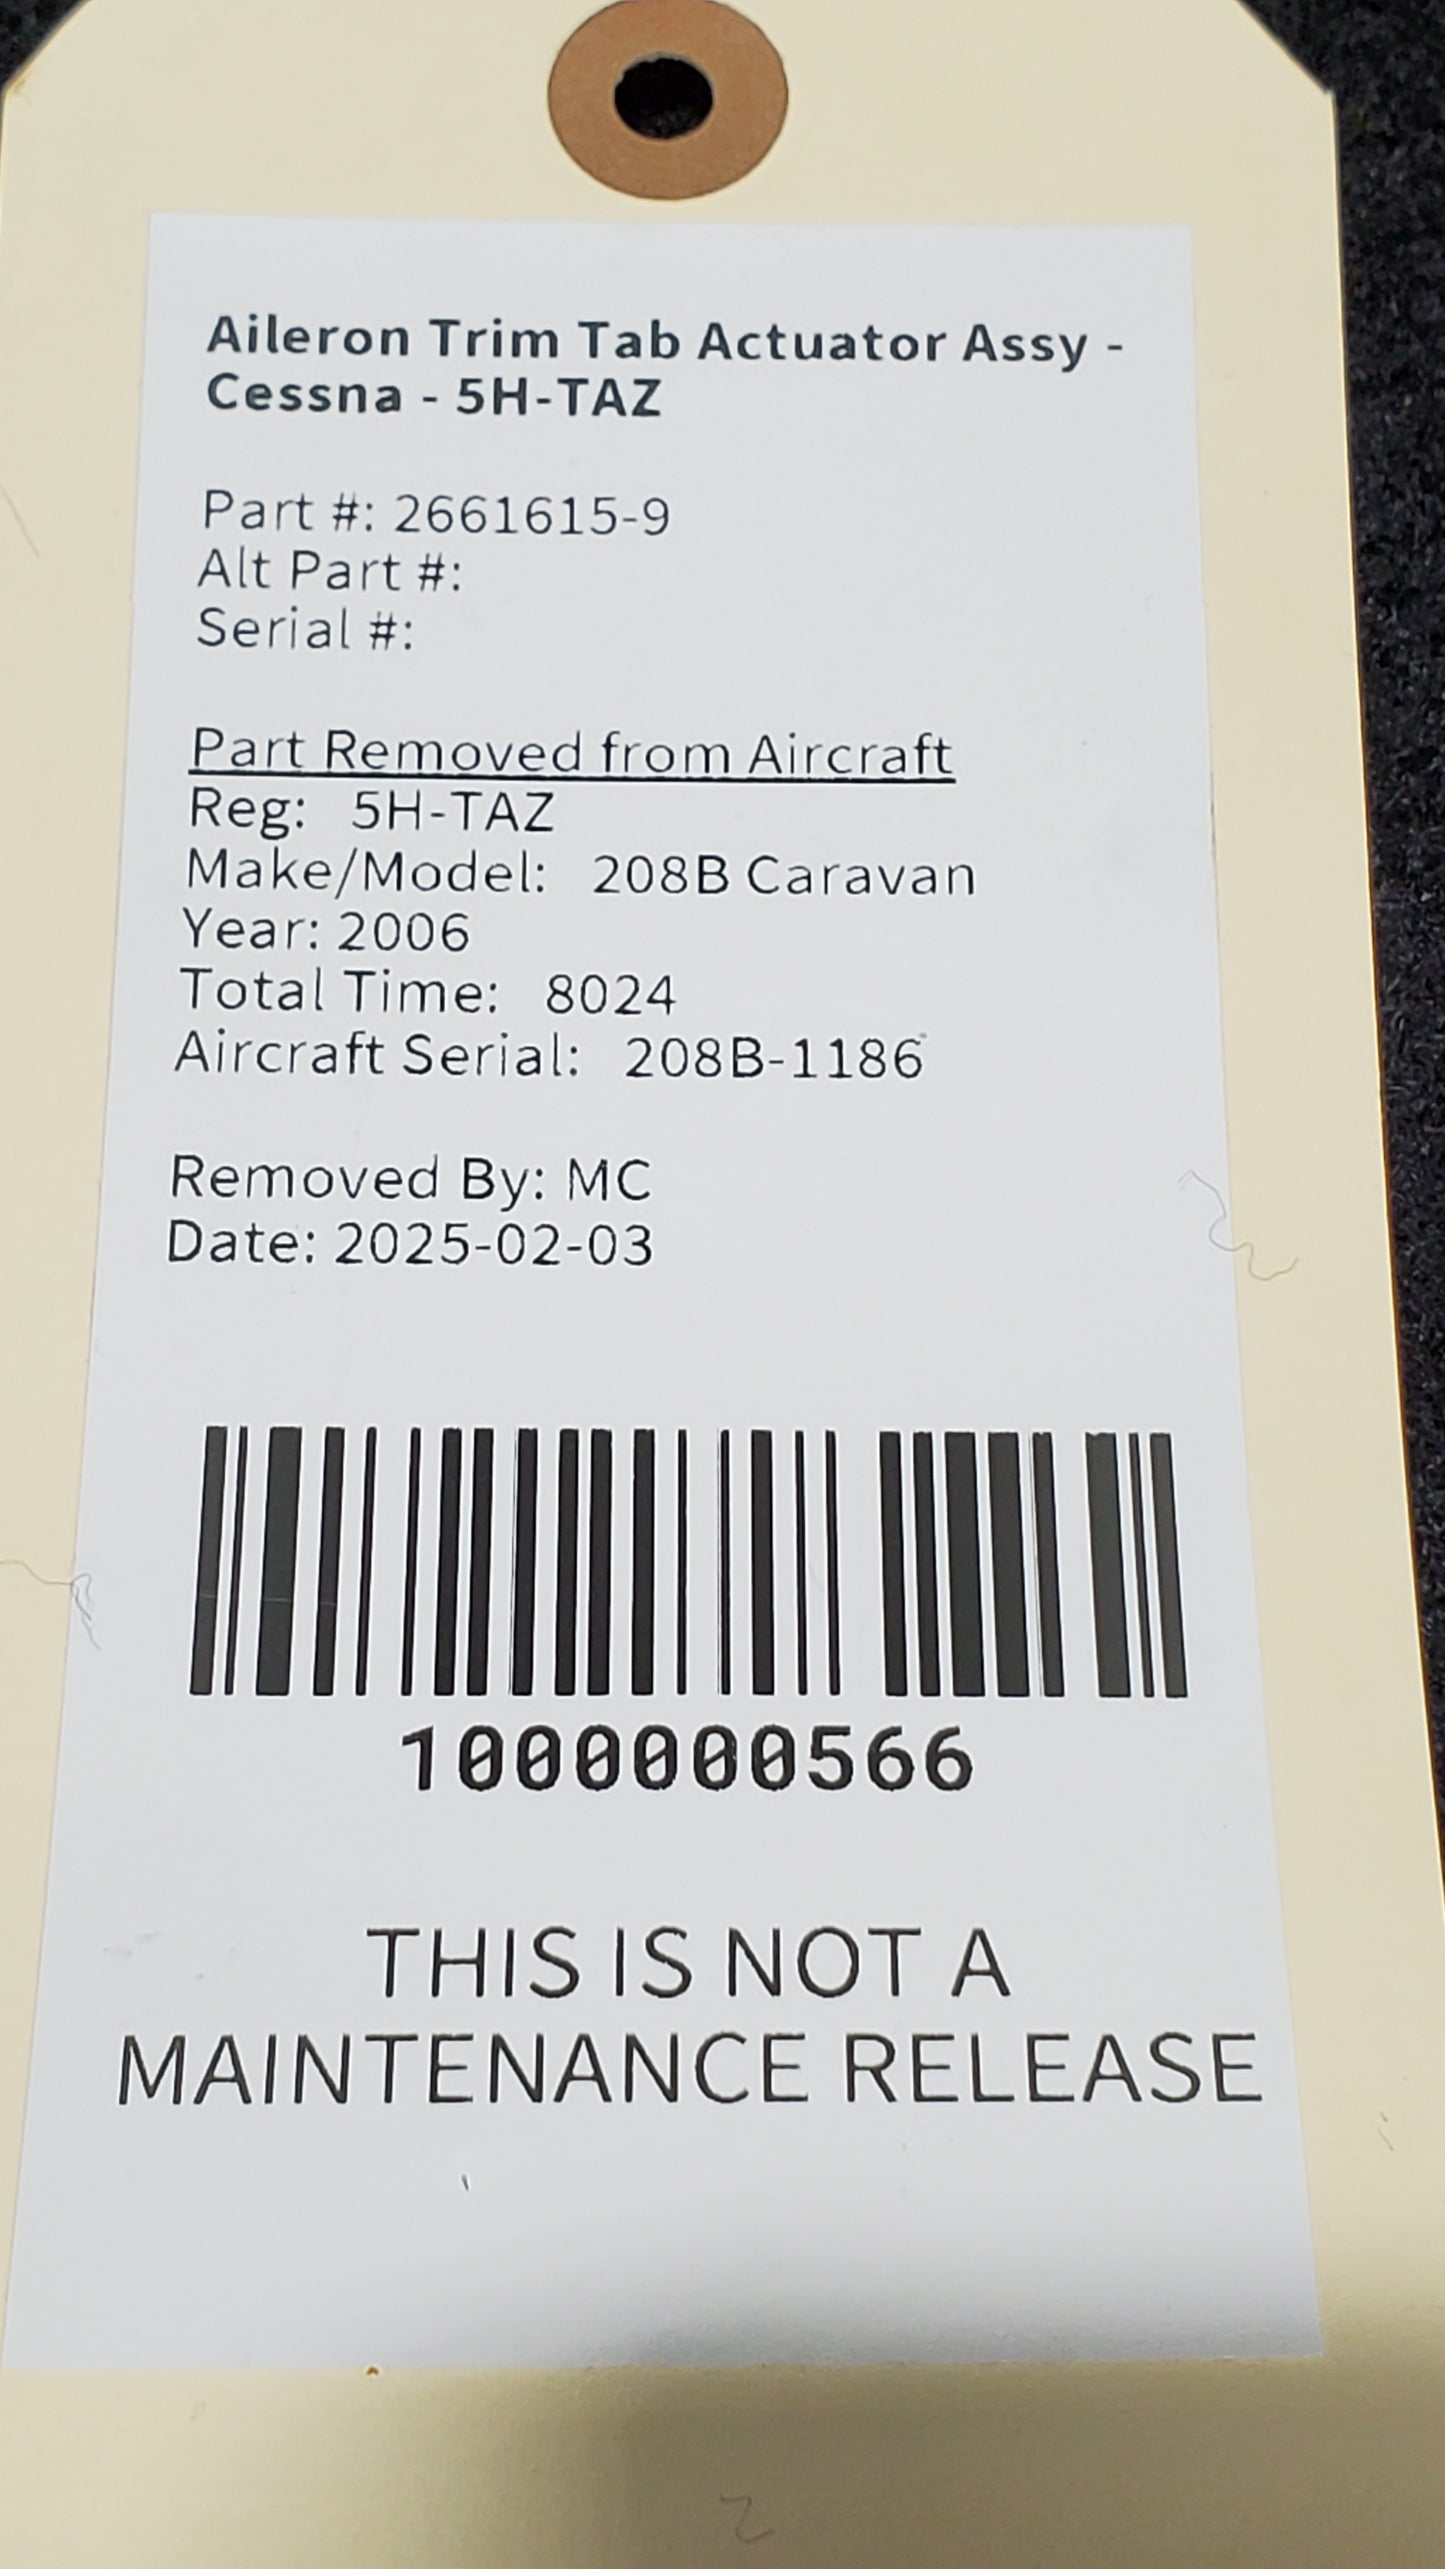 Aileron Trim Tab Actuator Assy -
Cessna - 5H-TAZ
Part #: 2661615-9
Alt Part #:
Serial #:
Part Removed from Aircraft
Reg: 5H-TAZ
Make/Model: 208B Caravan
Year: 2006
Total Time: 8024
Aircraft Serial: 208B-1186
Removed By: MC
Date: 2025-02-03
1000000566
THIS IS NOT A
MAINTENANCE RELEASE